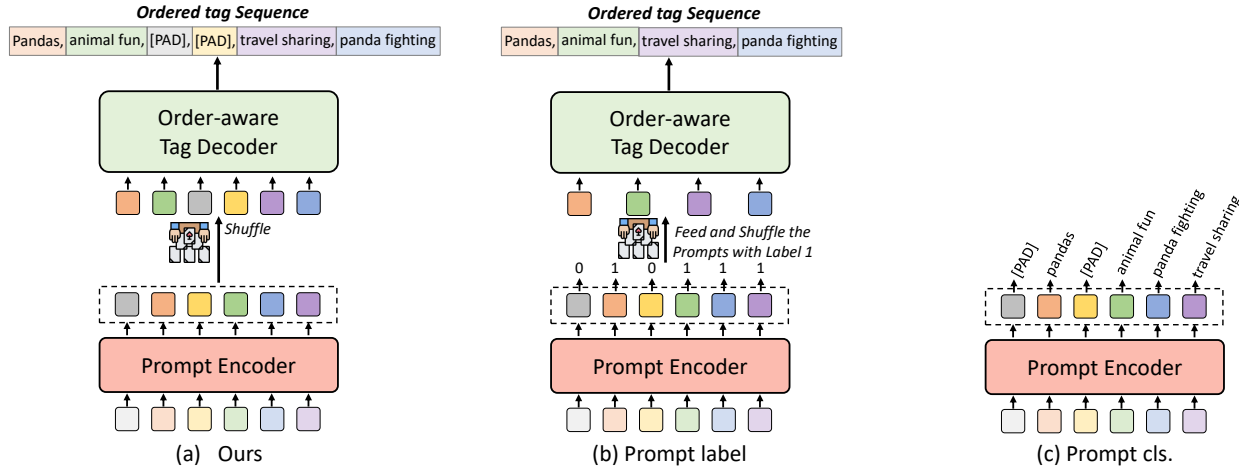 Ordered tag Sequence
Pandas, animal fun, [PAD], [PAD], travel sharing, panda fighting
Order-aware
Tag Decoder
Shuffle
Prompt Encoder
(a) Ours
Ordered tag Sequence
Pandas, animal fun, travel sharing, panda fighting
Order-aware
Tag Decoder
Feed and Shuffle the
Prompts with Label 1
0 1 0 1 1 1
Prompt Encoder
(b) Prompt label
[PAD]
pandas
[PAD]
animal fun
panda fighting
travel sharing
Prompt Encoder
(c) Prompt cls.